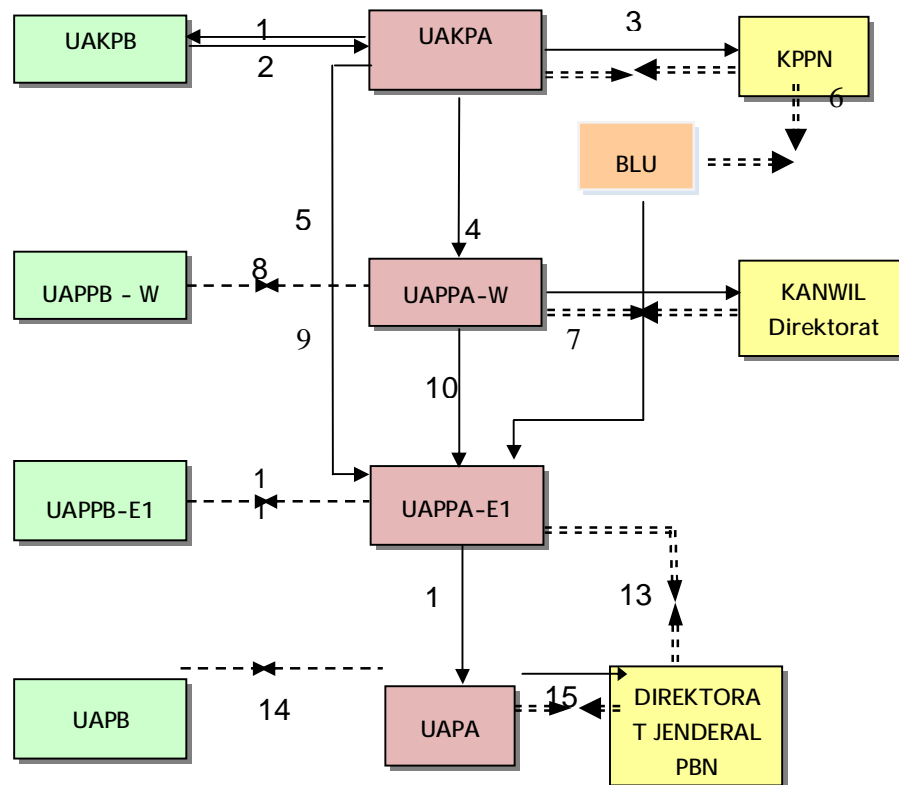 1
3
UAKPB
UAKPA
KPPN
2
6
BLU
5
4
8
UAPPB - W
UAPPA-W
KANWIL
Direktorat
9
7
10
1
1
UAPPB-E1
UAPPA-E1
1
13
14
15
UAPB
UAPA
DIREKTORA
T JENDERAL
PBN